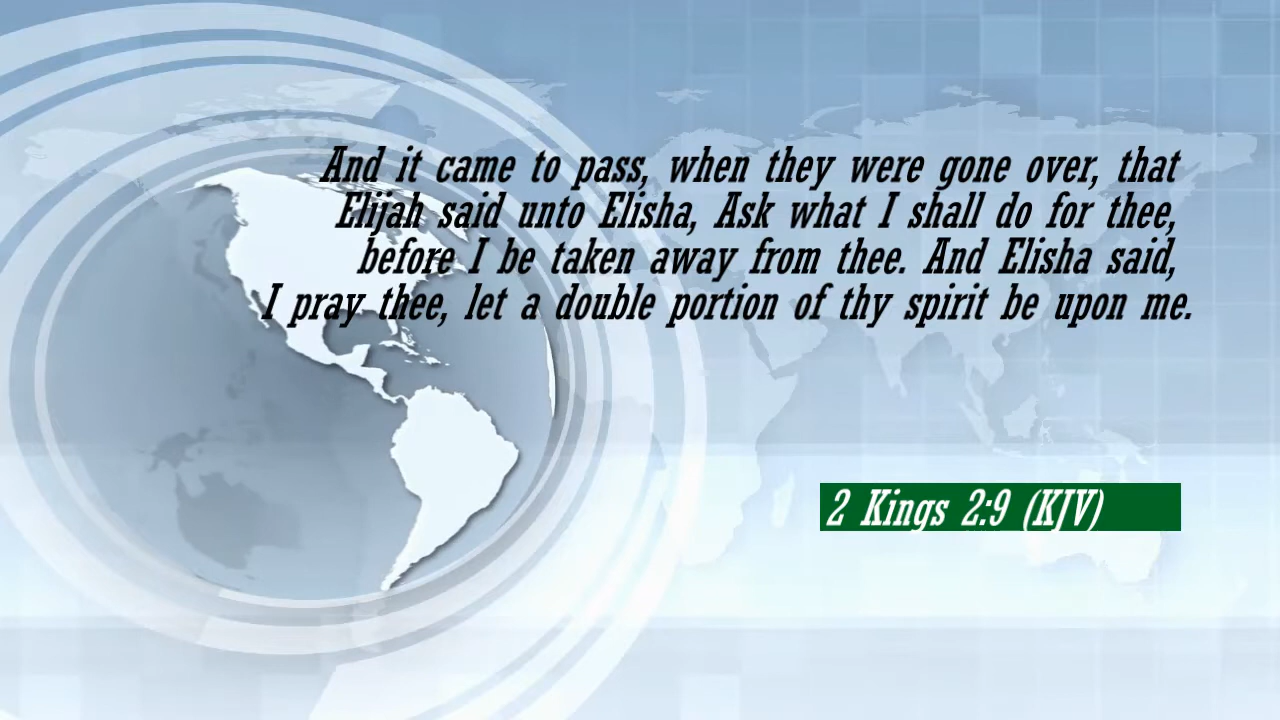 And it came to pass, when they were gone over, that
Elijah said unto Elisha, Ask what I shall do for thee,
before I be taken away from thee. And Elisha said,
I pray thee, let a double portion of thy spirit be upon me.
2 Kings 2:9 (KJV)